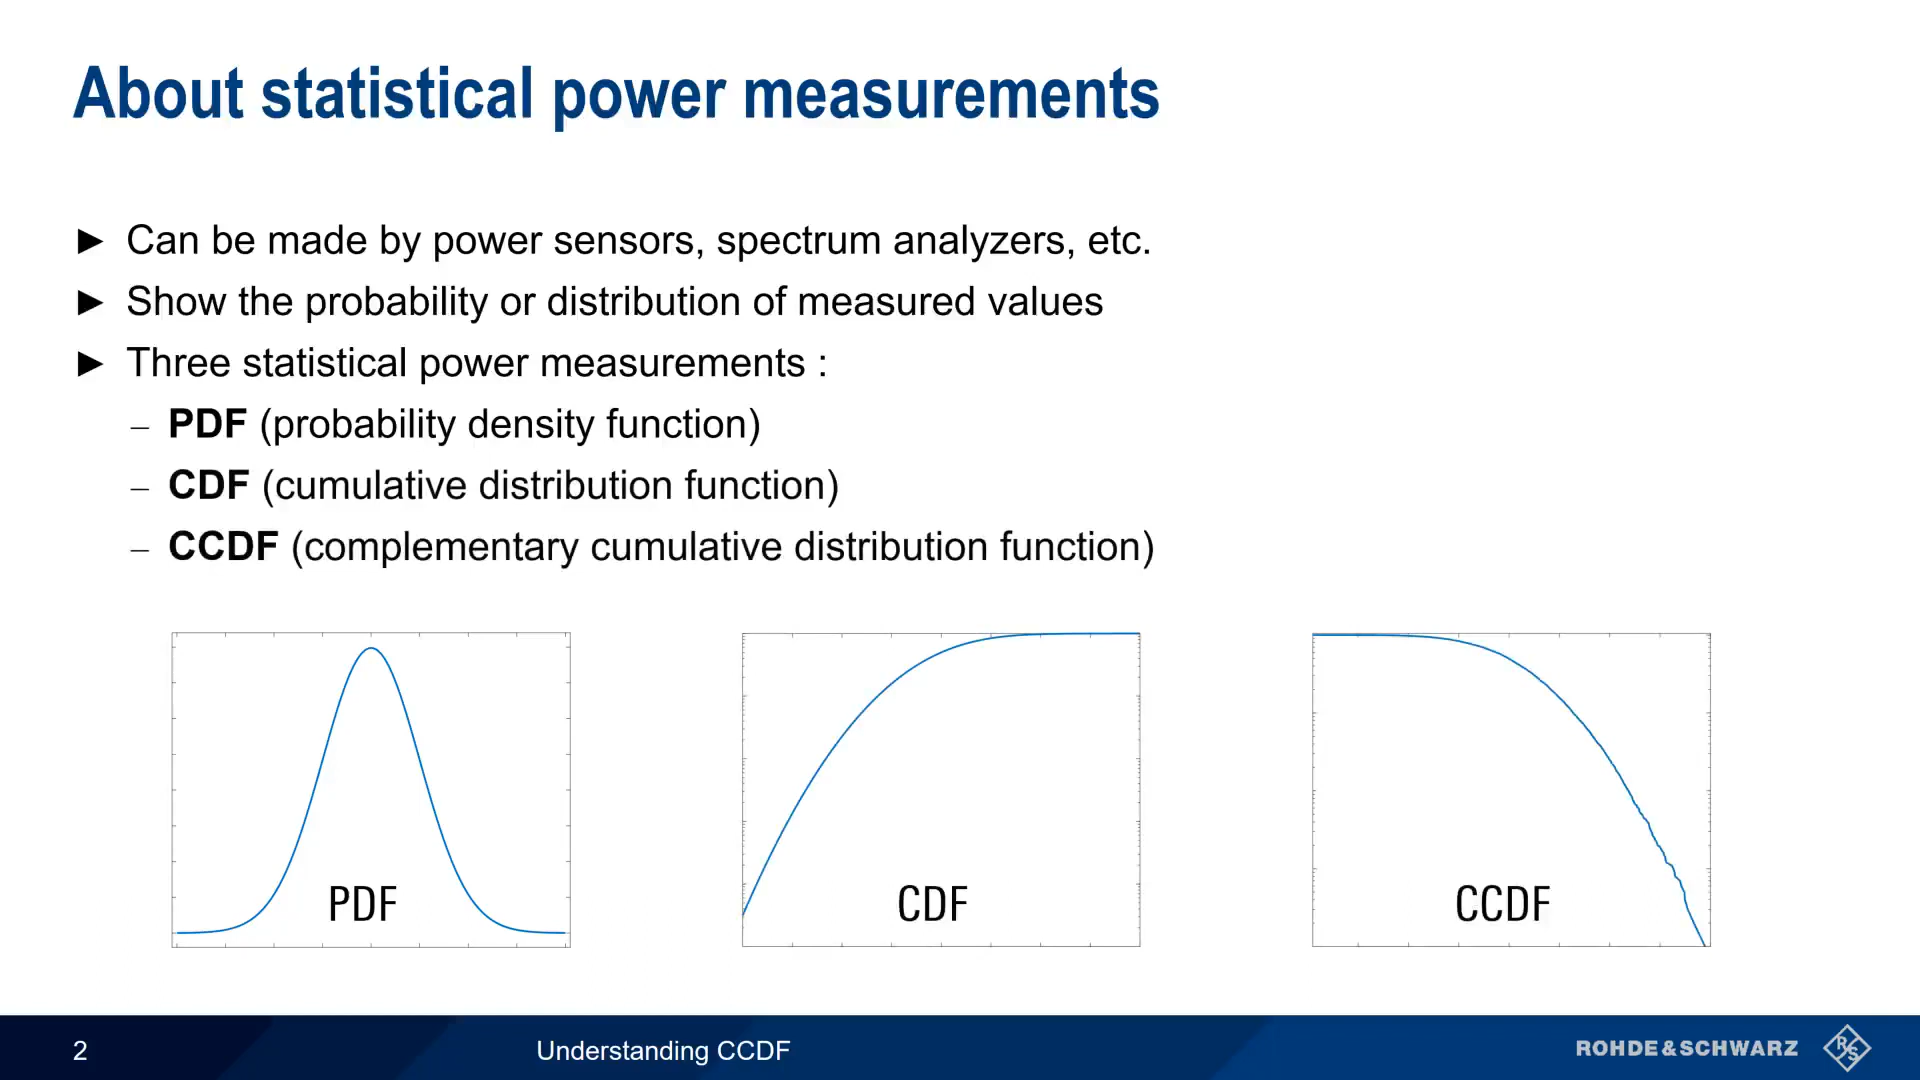 About statistical power measurements
► Can be made by power sensors, spectrum analyzers, etc.
► Show the probability or distribution of measured values
► Three statistical power measurements :
– PDF (probability density function)
– CDF (cumulative distribution function)
– CCDF (complementary cumulative distribution function)
PDF
CDF
CCDF
2
Understanding CCDF
ROHDE&SCHWARZ
R&S